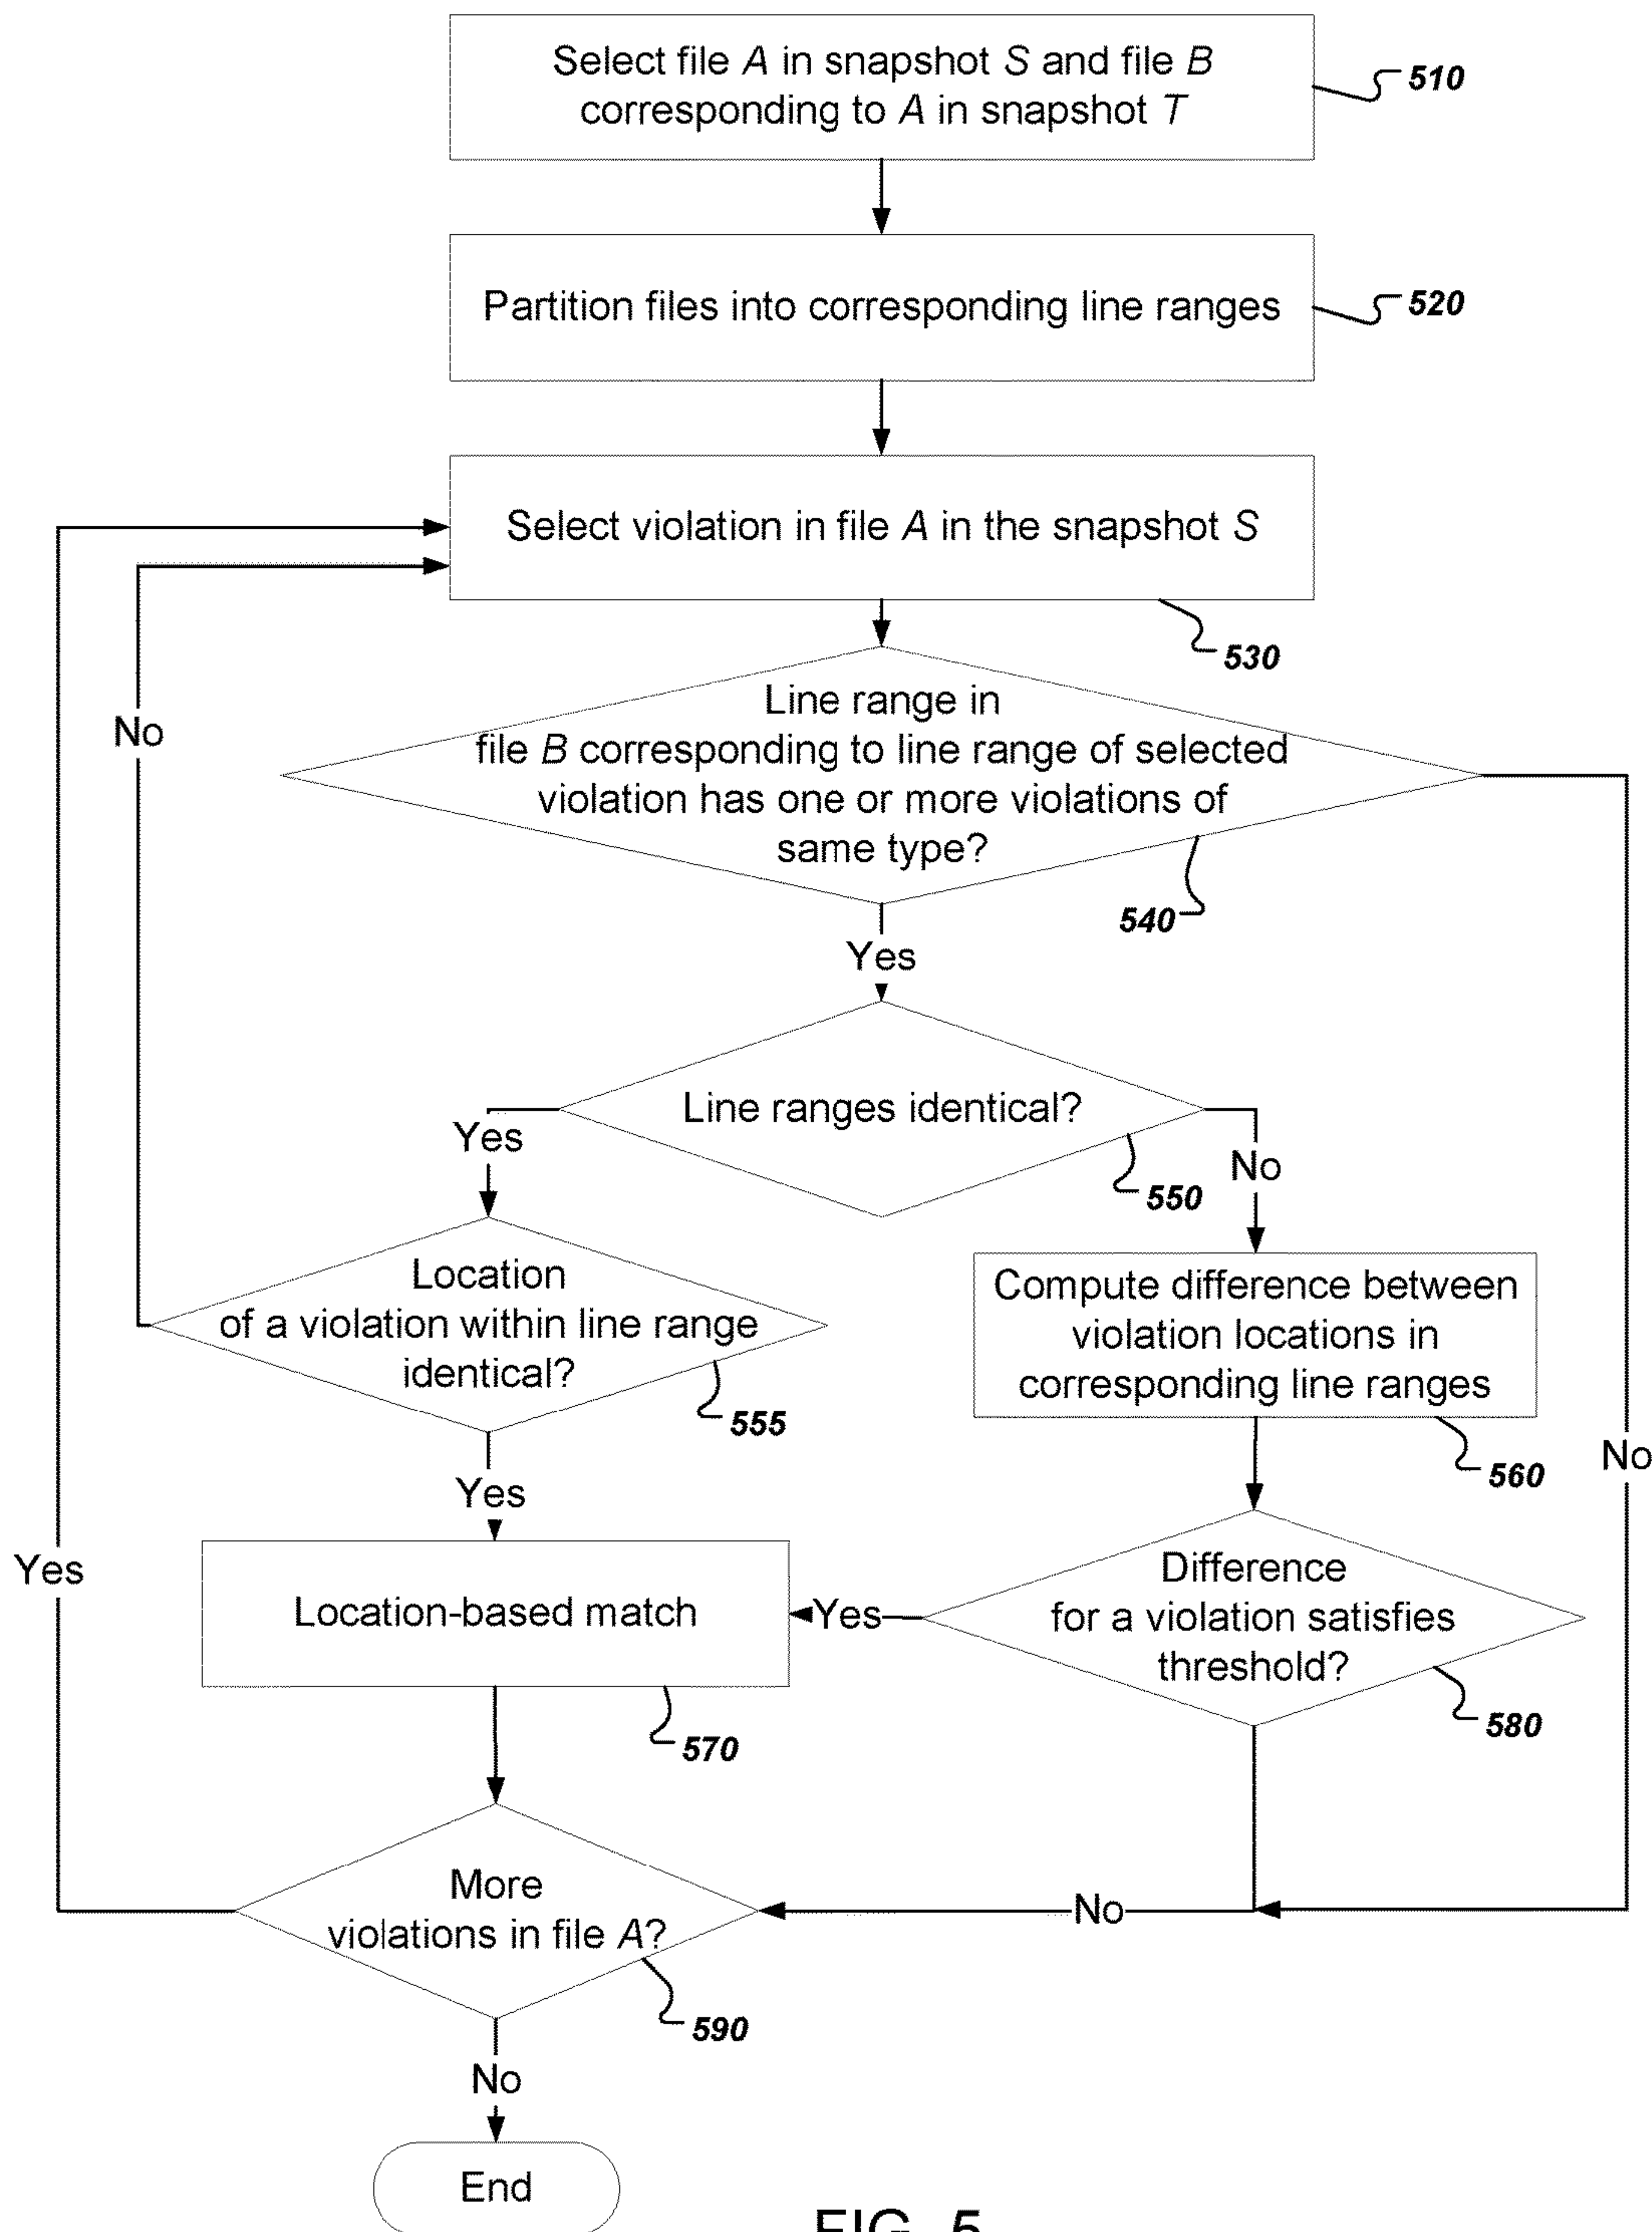 Select file A in snapshot S and file B
corresponding to A in snapshot T
510
Partition files into corresponding line ranges
520
Select violation in file A in the snapshot S
530
No
Line range in
file B corresponding to line range of selected
violation has one or more violations of
same type?
540
Yes
Line ranges identical?
550
Yes
No
Location
of a violation within line range
identical?
555
Compute difference between
violation locations in
corresponding line ranges
560
No
Yes
Yes
Location-based match
570
Yes
Difference
for a violation satisfies
threshold?
580
More
violations in file A?
590
No
No
End
FIG. 5